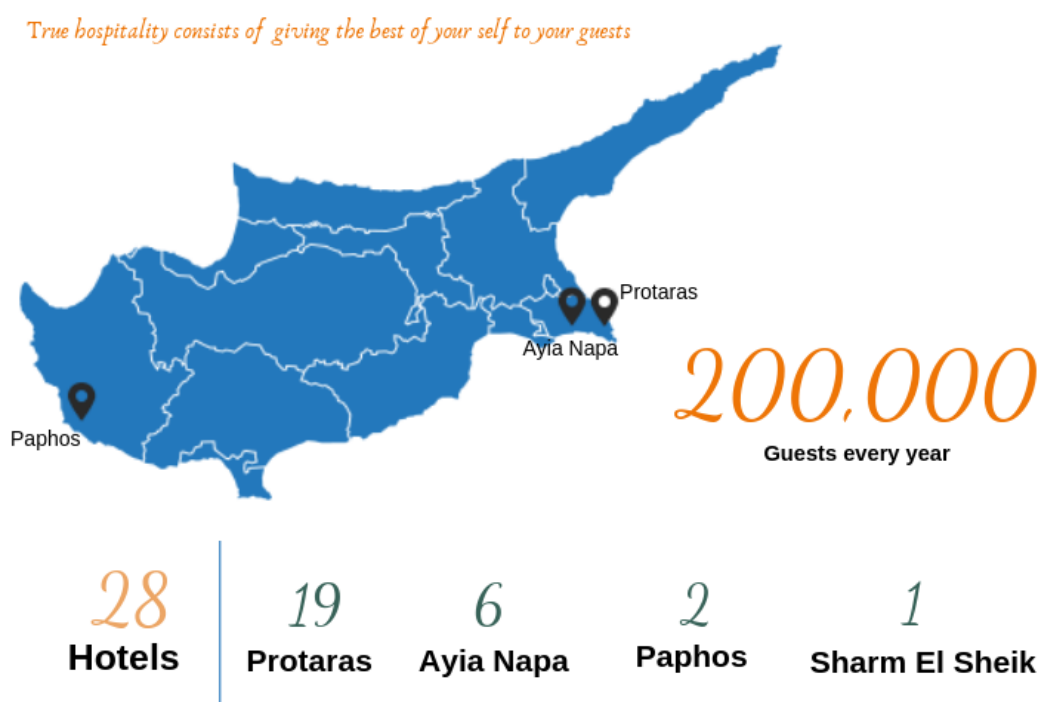 True hospitality consists of giving the best of your self to your guests
Protaras
Ayia Napa
Paphos
200,000
Guests every year
28
Hotels
19
Protaras
6
Ayia Napa
2
Paphos
1
Sharm El Sheik